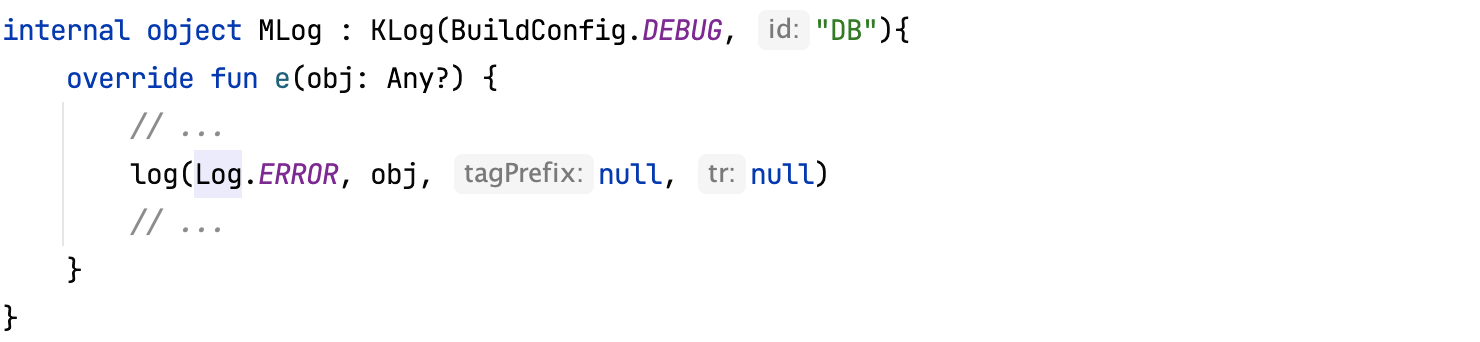 internal object MLog : KLog(BuildConfig.DEBUG, id: "DB"){
    override fun e(obj: Any?) {
        // ...
        log(Log.ERROR, obj, tagPrefix: null, tr: null)
        // ...
    }
}